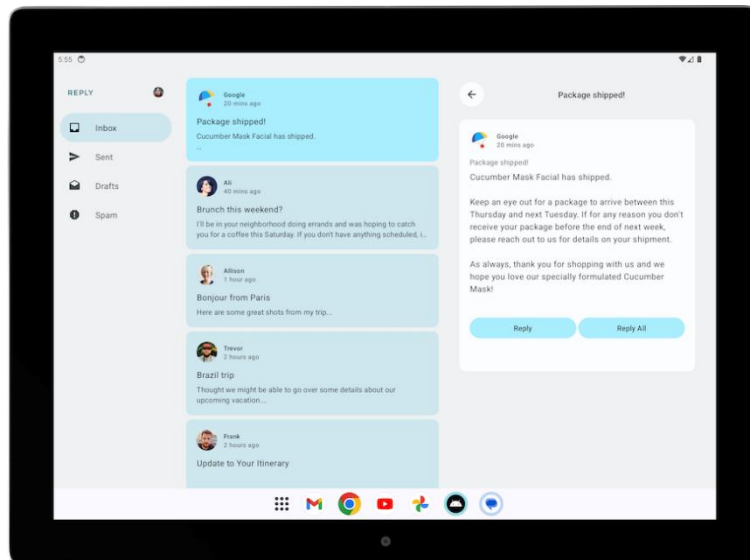 5:55
REPLY
Inbox
Sent
Drafts
Spam
Google
20 mins ago
Package shipped!
Cucumber Mask Facial has shipped.
...
Ali
40 mins ago
Brunch this weekend?
I'll be in your neighborhood doing errands and was hoping to catch
you for a coffee this Saturday. If you don't have anything scheduled, i...
Allison
1 hour ago
Bonjour from Paris
Here are some great shots from my trip...
Trevor
2 hours ago
Brazil trip
Thought we might be able to go over some details about our
upcoming vacation...
Frank
2 hours ago
Update to Your Itinerary
Package shipped!
Google
20 mins ago
Package shipped!
Cucumber Mask Facial has shipped.
Keep an eye out for a package to arrive between this
Thursday and next Tuesday. If for any reason you don't
receive your package before the end of next week,
please reach out to us for details on your shipment.
As always, thank you for shopping with us and we
hope you love our specially formulated Cucumber
Mask!
Reply
Reply All